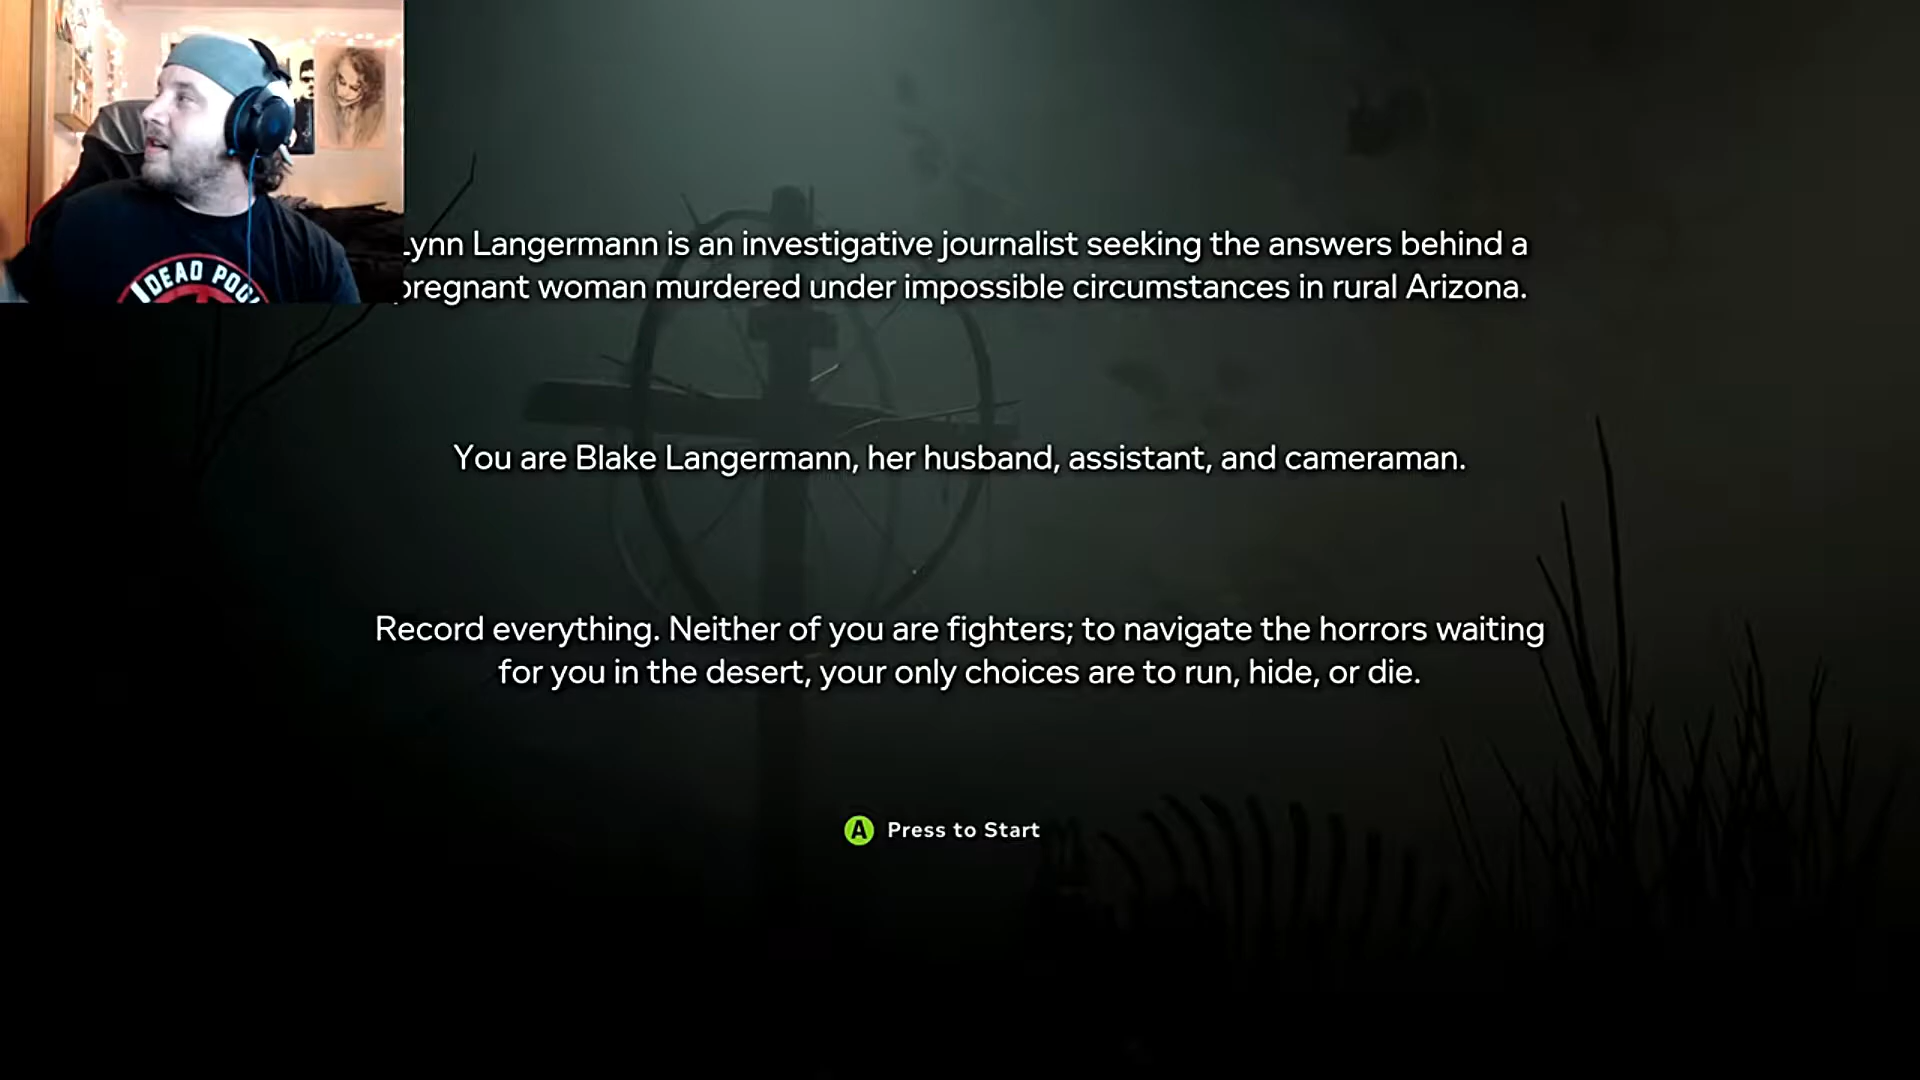 DEAD
Lynn Langermann is an investigative journalist seeking the answers behind a
pregnant woman murdered under impossible circumstances in rural Arizona.
You are Blake Langermann, her husband, assistant, and cameraman.
Record everything. Neither of you are fighters; to navigate the horrors waiting
for you in the desert, your only choices are to run, hide, or die.
A Press to Start